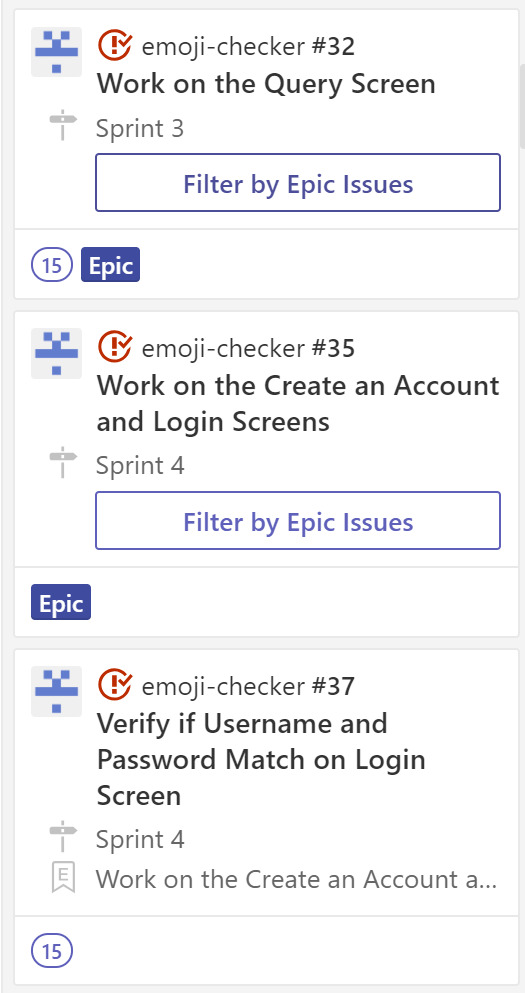 emoji-checker #32
Work on the Query Screen
Sprint 3
Filter by Epic Issues
15 Epic
emoji-checker #35
Work on the Create an Account
and Login Screens
Sprint 4
Filter by Epic Issues
Epic
emoji-checker #37
Verify if Username and
Password Match on Login
Screen
Sprint 4
E Work on the Create an Account a...
15